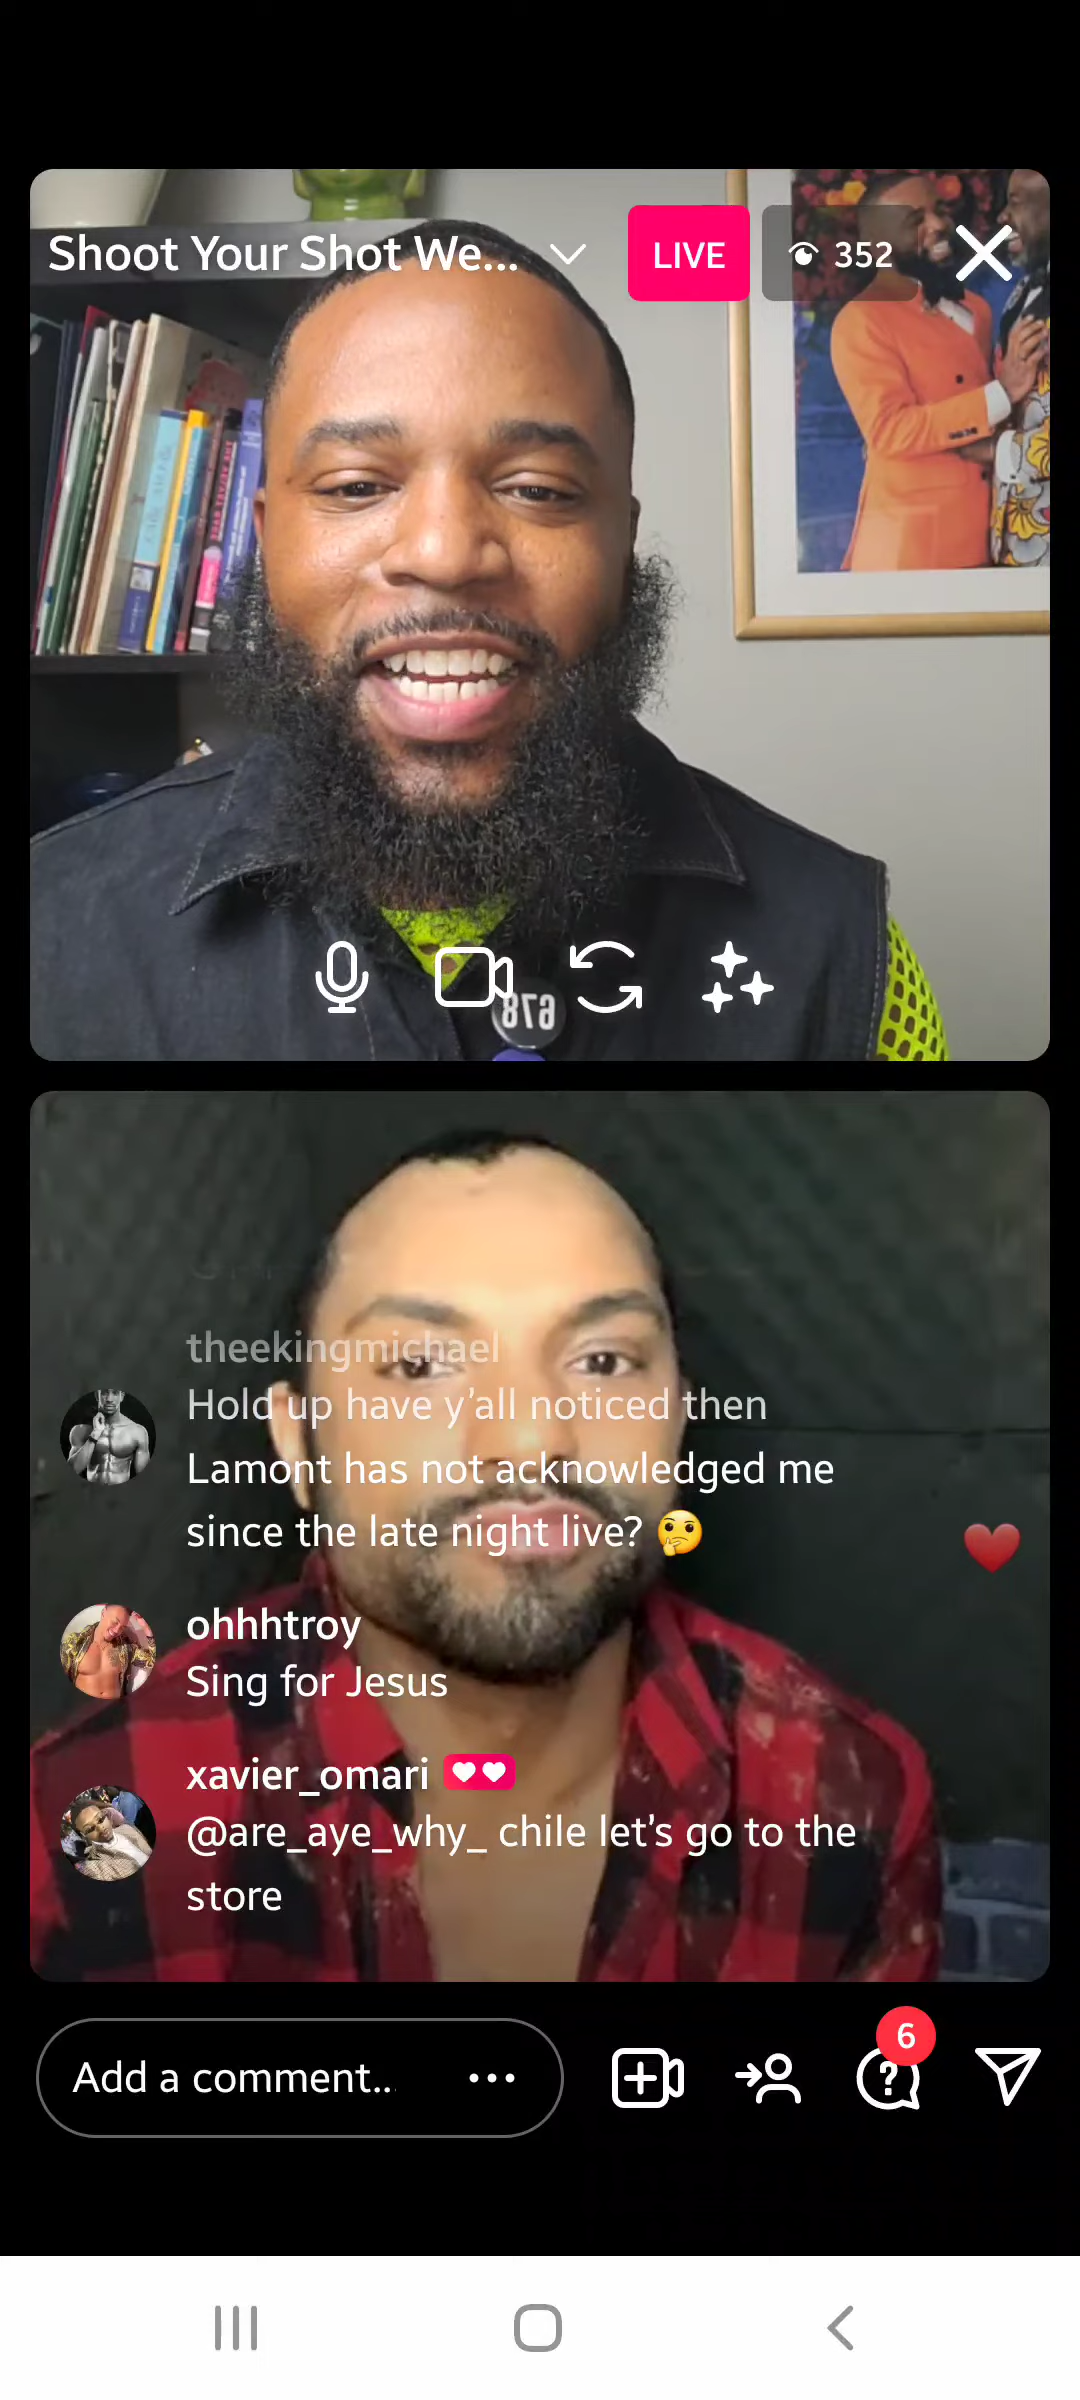 Shoot Your Shot We...
LIVE
352
678
theekingmichael
Hold up have y'all noticed then
Lamont has not acknowledged me
since the late night live? 🤔
ohhhtroy
Sing for Jesus
xavier_omari
@are_aye_why_ chile let's go to the
store
Add a comment...
6